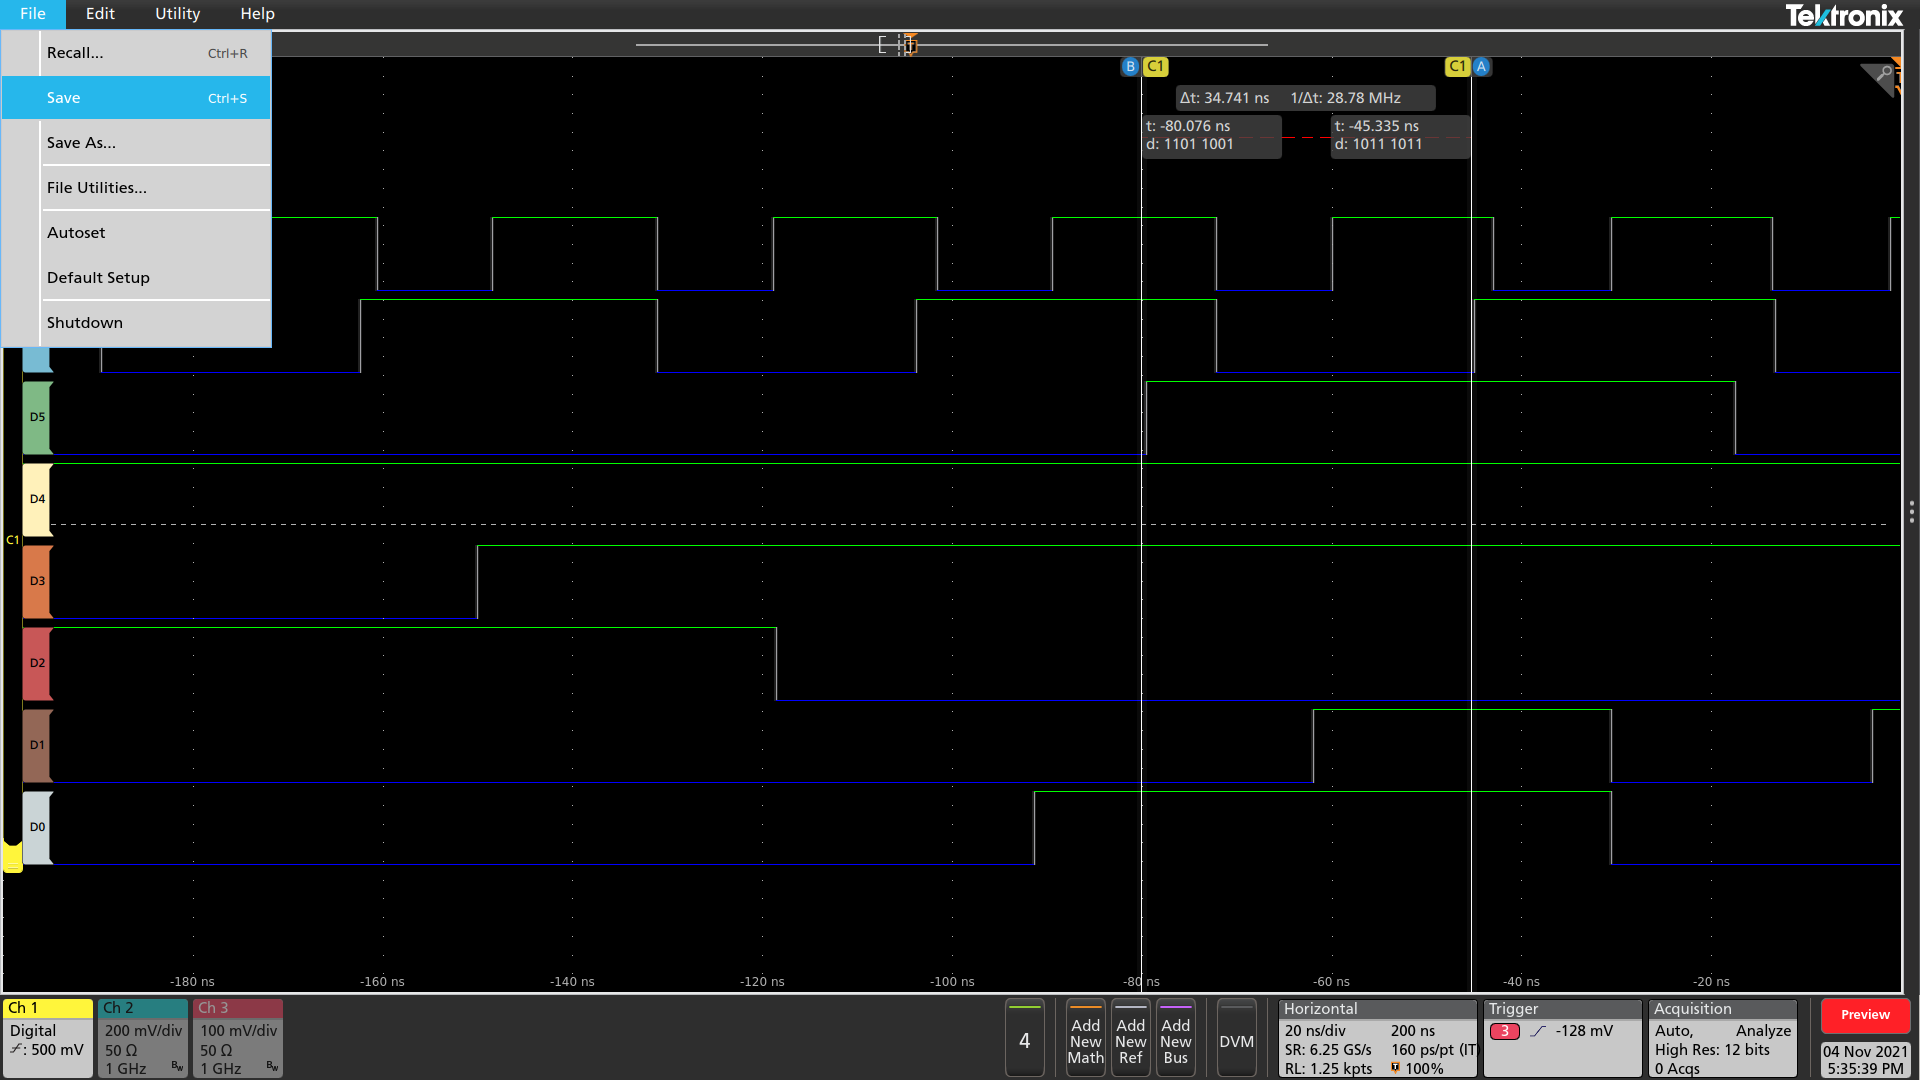 File Edit Utility Help
Tektronix
Recall... Ctrl+R
Save Ctrl+S
Save As...
File Utilities...
Autoset
Default Setup
Shutdown
B C1 C1 A
Δt: 34.741 ns 1/Δt: 28.78 MHz
t: -80.076 ns
d: 1101 1001
t: -45.335 ns
d: 1011 1011
D5
D4
C1
D3
D2
D1
D0
-180 ns -160 ns -140 ns -120 ns -100 ns -80 ns -60 ns -40 ns -20 ns
Ch 1
Digital
: 500 mV
Ch 2
200 mV/div
50 Ω
1 GHz Bw
Ch 3
100 mV/div
50 Ω
1 GHz Bw
4
Add
New
Math
Add
New
Ref
Add
New
Bus
DVM
Horizontal
20 ns/div 200 ns
SR: 6.25 GS/s 160 ps/pt (IT)
RL: 1.25 kpts 100%
Trigger
3 -128 mV
Acquisition
Auto, Analyze
High Res: 12 bits
0 Acqs
Preview
04 Nov 2021
5:35:39 PM